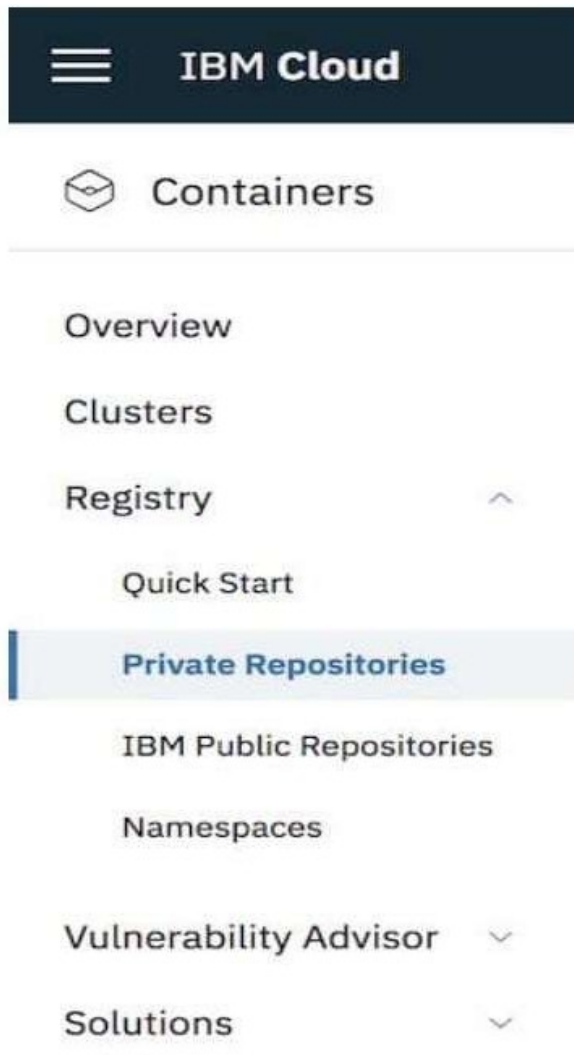 IBM Cloud
Containers
Overview
Clusters
Registry
Quick Start
Private Repositories
IBM Public Repositories
Namespaces
Vulnerability Advisor
Solutions